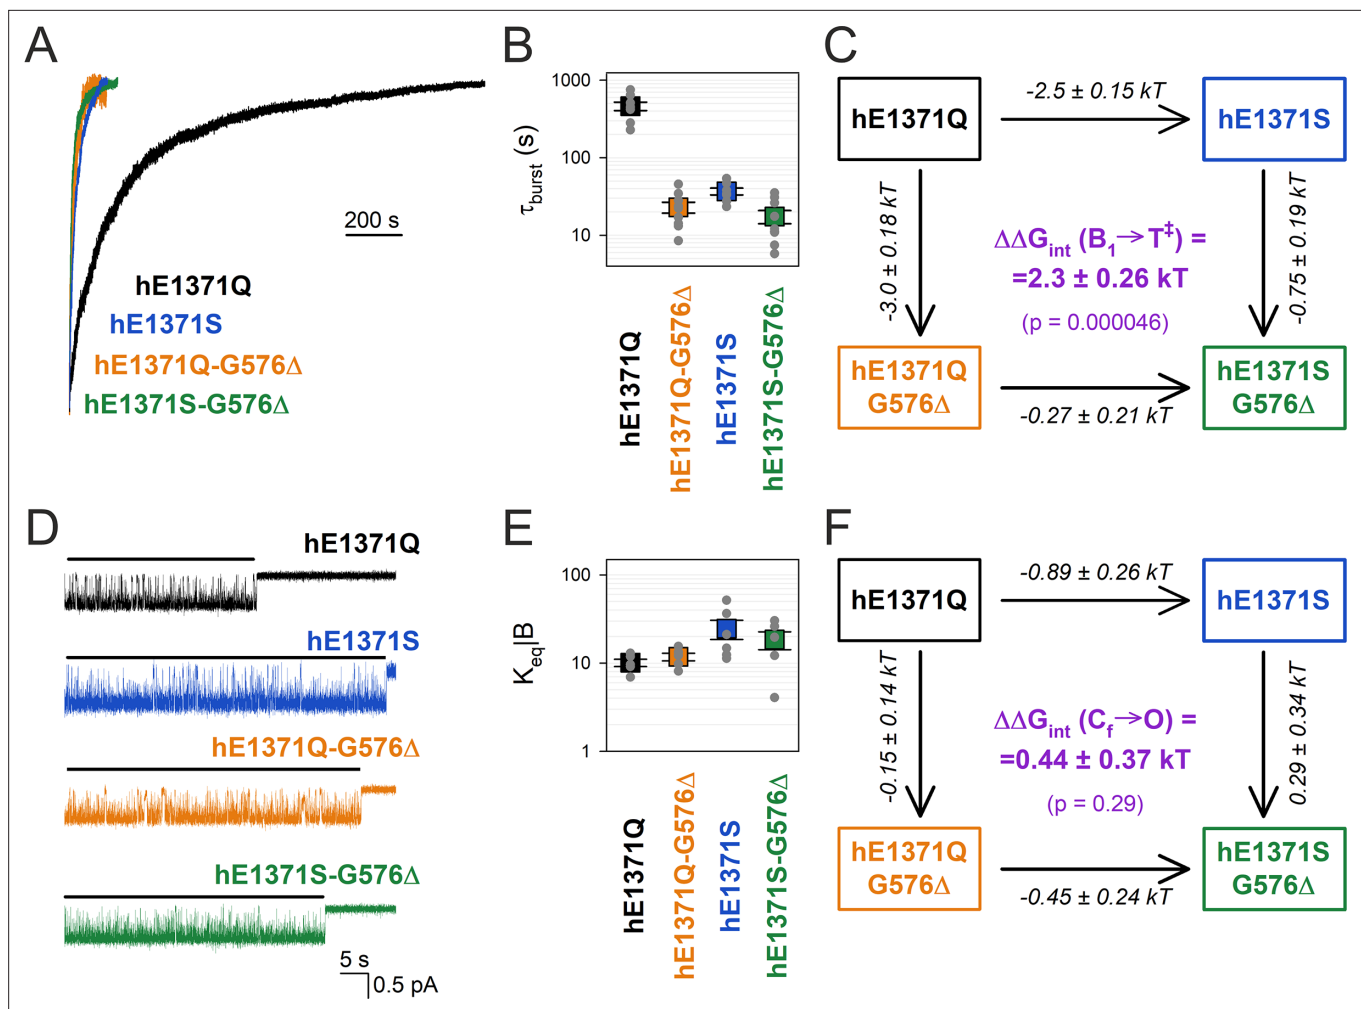 A
200 s
hE1371Q
hE1371S
hE1371Q-G576Δ
hE1371S-G576Δ
B
1000
100
10
τburst (s)
hE1371Q
hE1371Q-G576Δ
hE1371S
hE1371S-G576Δ
C
hE1371Q
-2.5 ± 0.15 kT
hE1371S
-3.0 ± 0.18 kT
ΔΔGint (B1→T‡) =
=2.3 ± 0.26 kT
(p = 0.000046)
-0.75 ± 0.19 kT
hE1371Q
G576Δ
-0.27 ± 0.21 kT
hE1371S
G576Δ
D
hE1371Q
hE1371S
hE1371Q-G576Δ
hE1371S-G576Δ
5 s
0.5 pA
E
100
10
1
Keq|B
hE1371Q
hE1371Q-G576Δ
hE1371S
hE1371S-G576Δ
F
hE1371Q
-0.89 ± 0.26 kT
hE1371S
-0.15 ± 0.14 kT
ΔΔGint (Cf→O) =
=0.44 ± 0.37 kT
(p = 0.29)
0.29 ± 0.34 kT
hE1371Q
G576Δ
-0.45 ± 0.24 kT
hE1371S
G576Δ